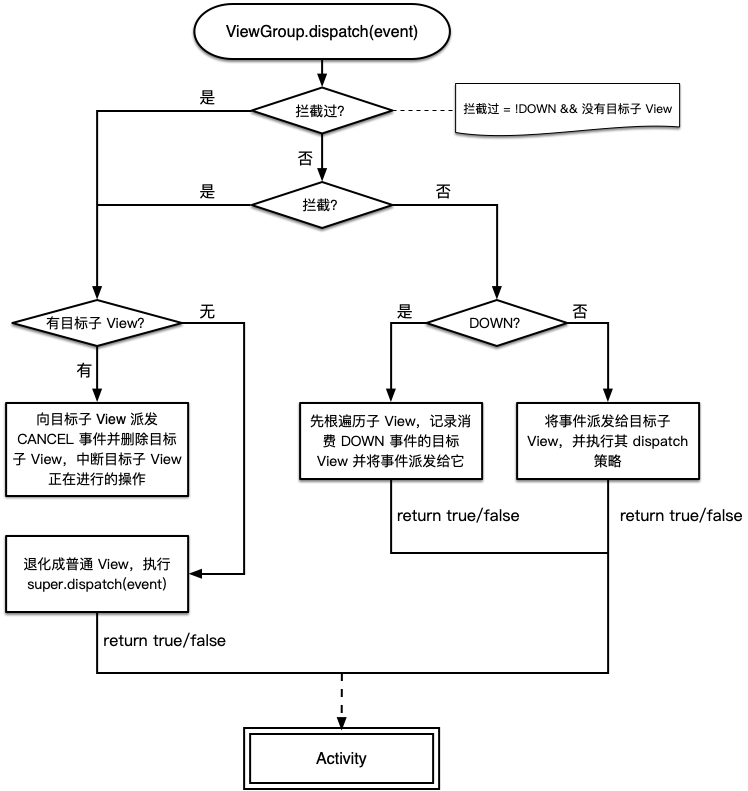 ViewGroup.dispatch(event)
是
拦截过?
拦截过 = !DOWN && 没有目标子 View
否
是
拦截?
否
有目标子 View?
无
是
DOWN?
否
有
向目标子 View 派发
CANCEL 事件并删除目标
子 View，中断目标子 View
正在进行的操作
先根遍历子 View，记录消
费 DOWN 事件的目标
View 并将事件派发给它
将事件派发给目标子
View，并执行其 dispatch
策略
return true/false
return true/false
退化成普通 View，执行
super.dispatch(event)
return true/false
Activity